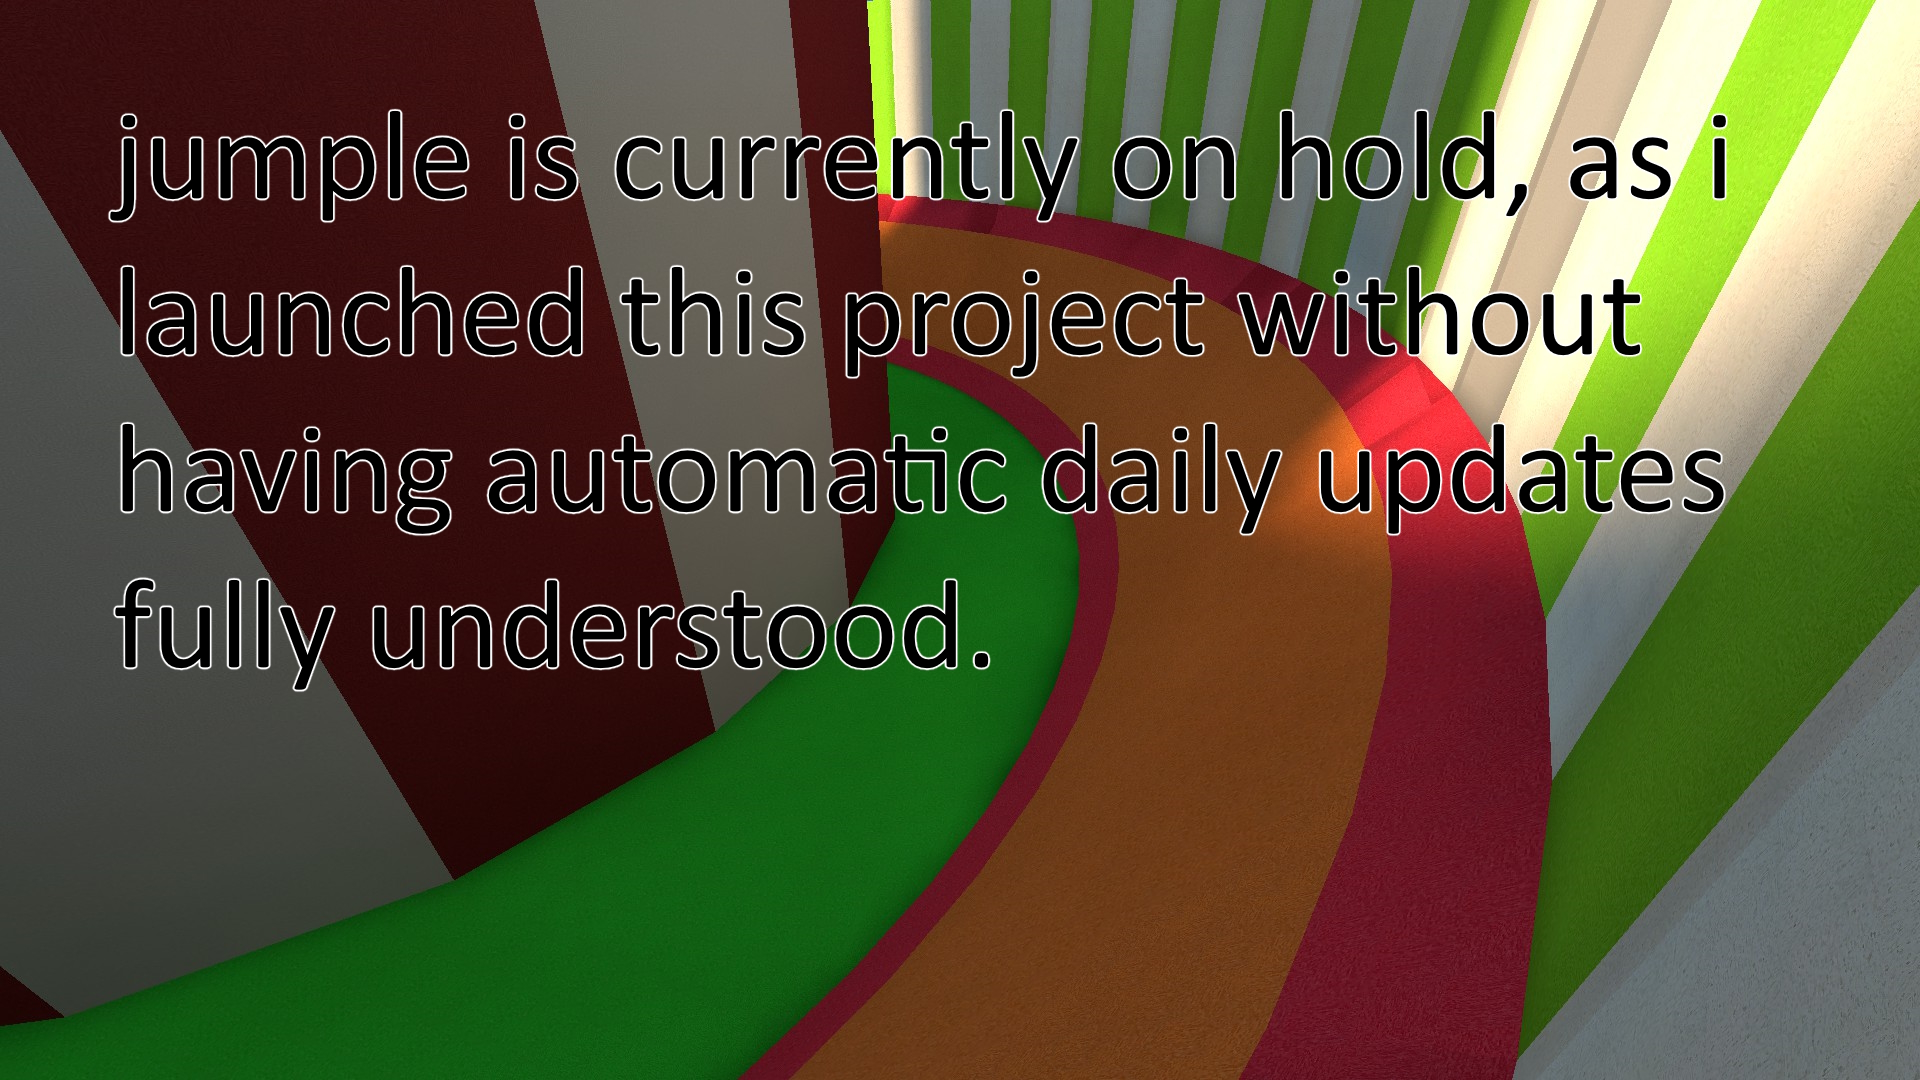 jumple is currently on hold, as i
launched this project without
having automatic daily updates
fully understood.